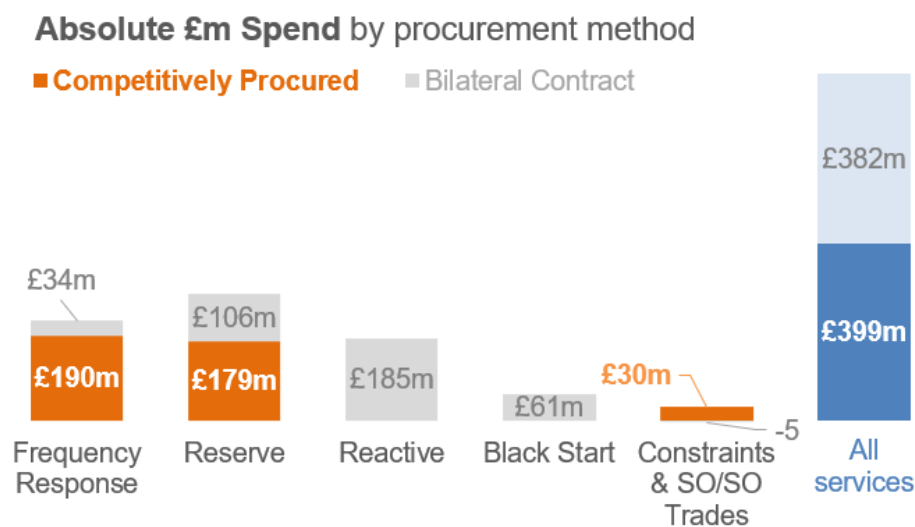 Absolute £m Spend by procurement method
Competitively Procured
Bilateral Contract
£382m
£399m
£34m
£190m
£106m
£179m
£185m
£61m
£30m
-5
Frequency
Response
Reserve
Reactive
Black Start
Constraints
& SO/SO
Trades
All
services